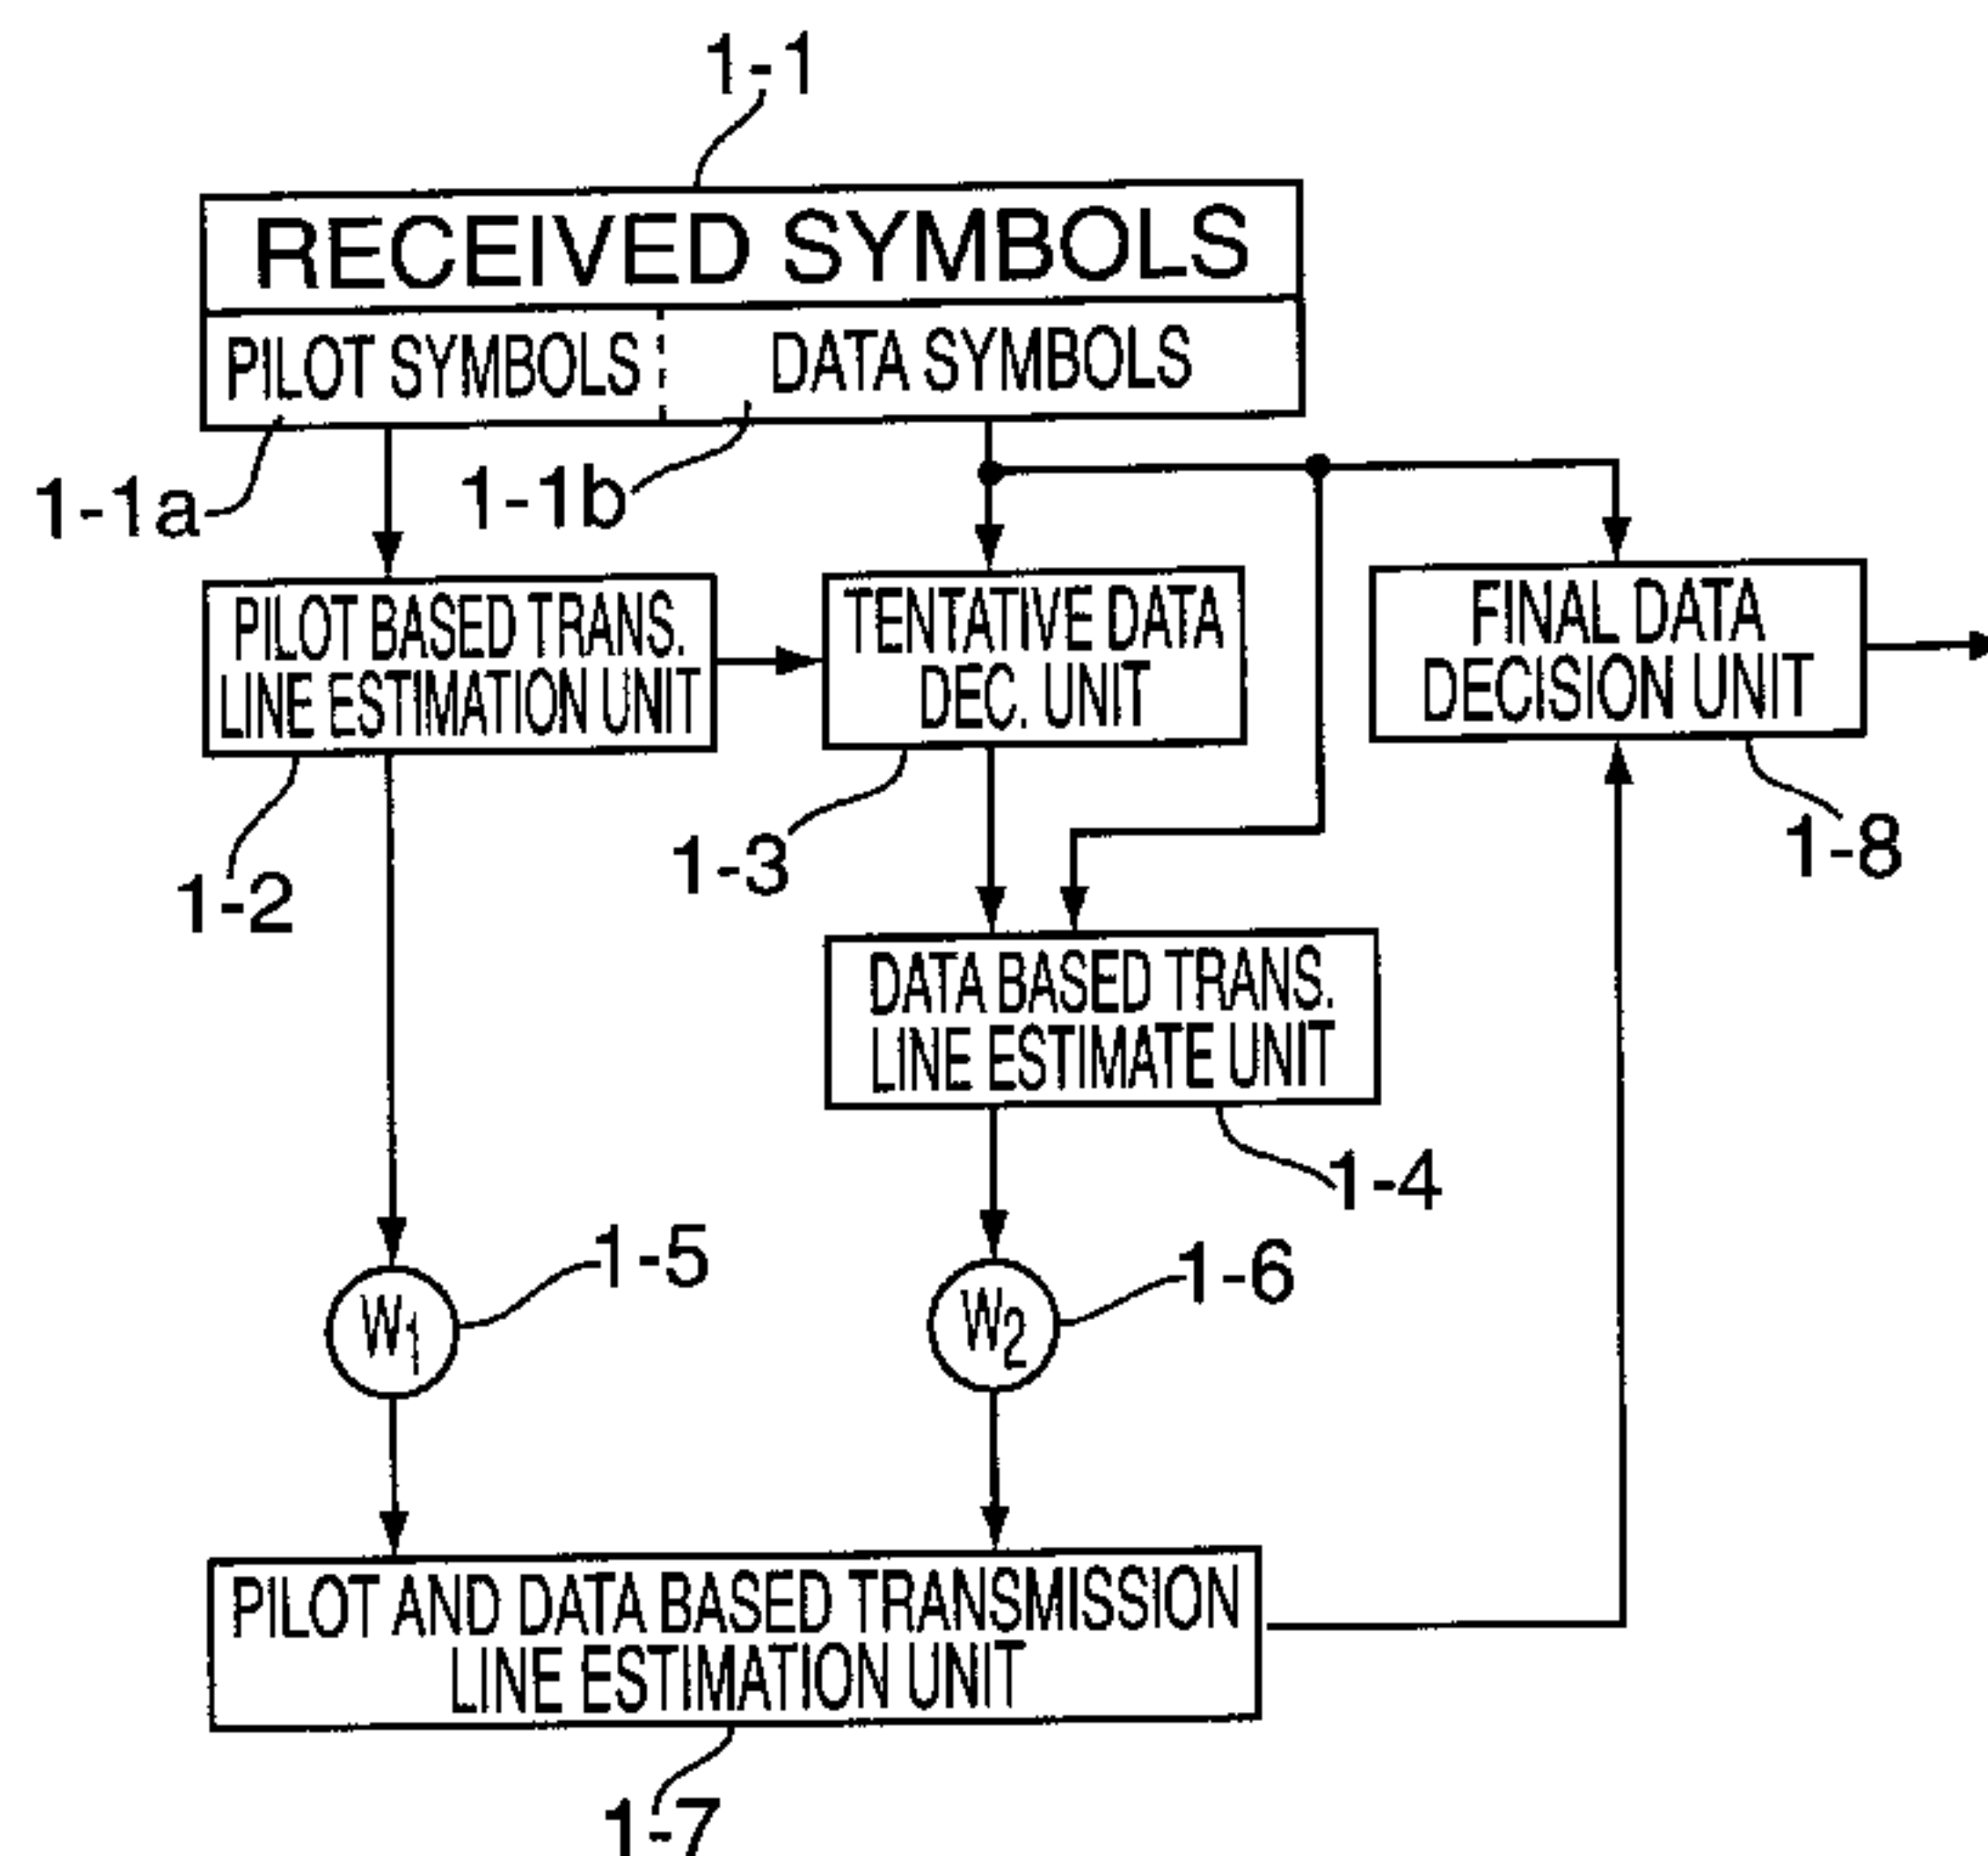 1-1
RECEIVED SYMBOLS
PILOT SYMBOLS
DATA SYMBOLS
1-1a
1-1b
PILOT BASED TRANS.
LINE ESTIMATION UNIT
TENTATIVE DATA
DEC. UNIT
FINAL DATA
DECISION UNIT
1-2
1-3
1-8
DATA BASED TRANS.
LINE ESTIMATE UNIT
1-4
W1
1-5
W2
1-6
PILOT AND DATA BASED TRANSMISSION
LINE ESTIMATION UNIT
1-7